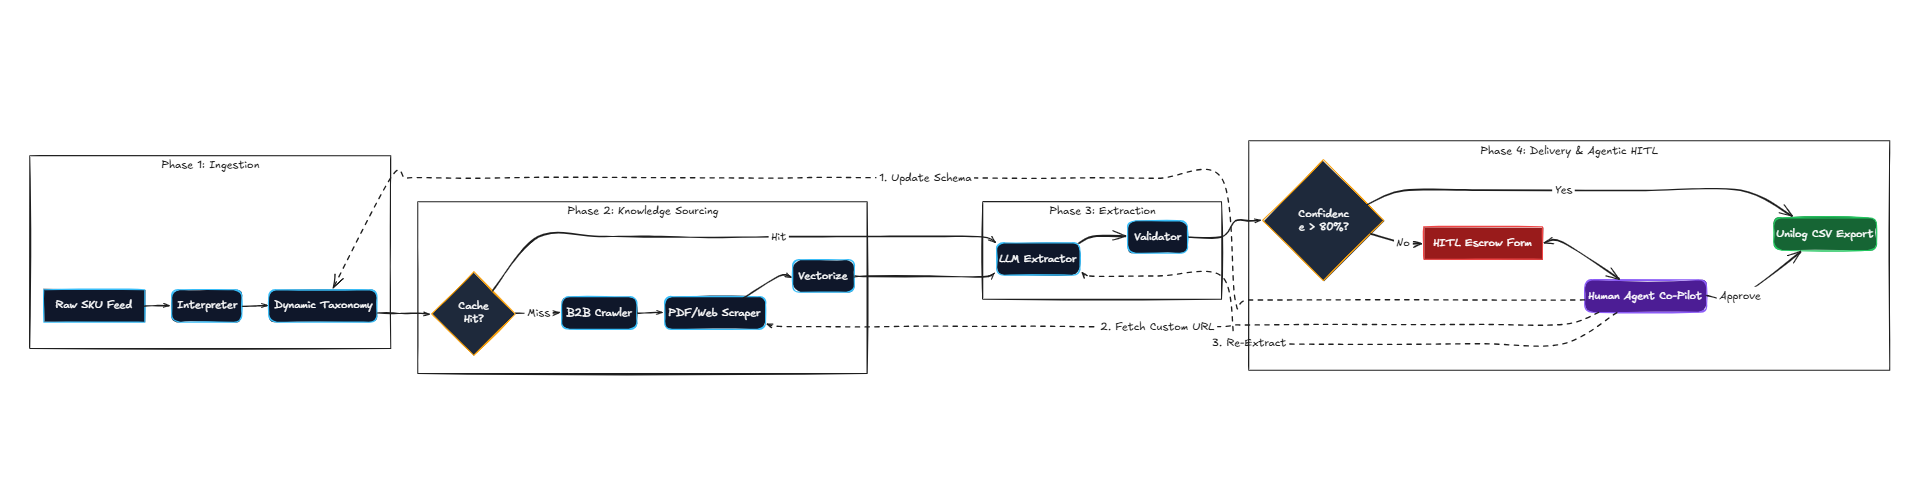 Phase 1: Ingestion
Raw SKU Feed
Interpreter
Dynamic Taxonomy
1. Update Schema
Phase 2: Knowledge Sourcing
Hit
Cache
Hit?
Miss
B2B Crawler
PDF/Web Scraper
Vectorize
Phase 3: Extraction
LLM Extractor
Validator
2. Fetch Custom URL
3. Re-Extract
Phase 4: Delivery & Agentic HITL
Confidenc
e > 80%?
Yes
No
HITL Escrow Form
Human Agent Co-Pilot
Approve
Unilog CSV Export